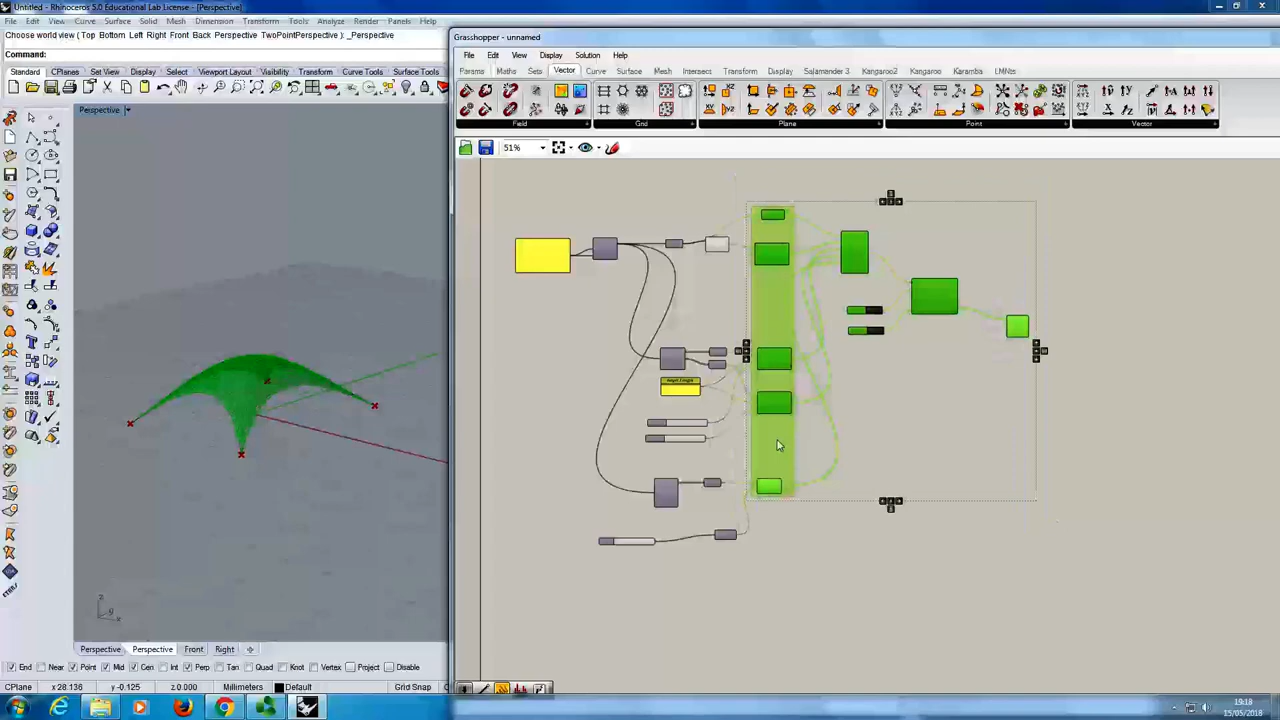 Untitled - Rhinoceros 5.0 Educational Lab License - [Perspective]
File Edit View Curve Surface Solid Mesh Dimension Transform Tools Analyze Render Panels Help
Choose world view ( Top Bottom Left Right Front Back Perspective TwoPointPerspective ): _Perspective
Command:
Standard CPlanes Set View Display Select Viewport Layout Visibility Transform Curve Tools Surface Tools
Perspective
z
y
x
Perspective Perspective Front Right
End Near Point Mid Cen Int Perp Tan Quad Knot Vertex Project Disable
CPlane x 28.136 y -0.125 z 0.000 Millimeters Default Grid Snap
Grasshopper - unnamed
File Edit View Display Solution Help
Params Maths Sets Vector Curve Surface Mesh Intersect Transform Display Salamander 3 Kangaroo2 Kangaroo Karamba LMNts
Field Grid Plane Point Vector
51%
19:18
15/05/2018